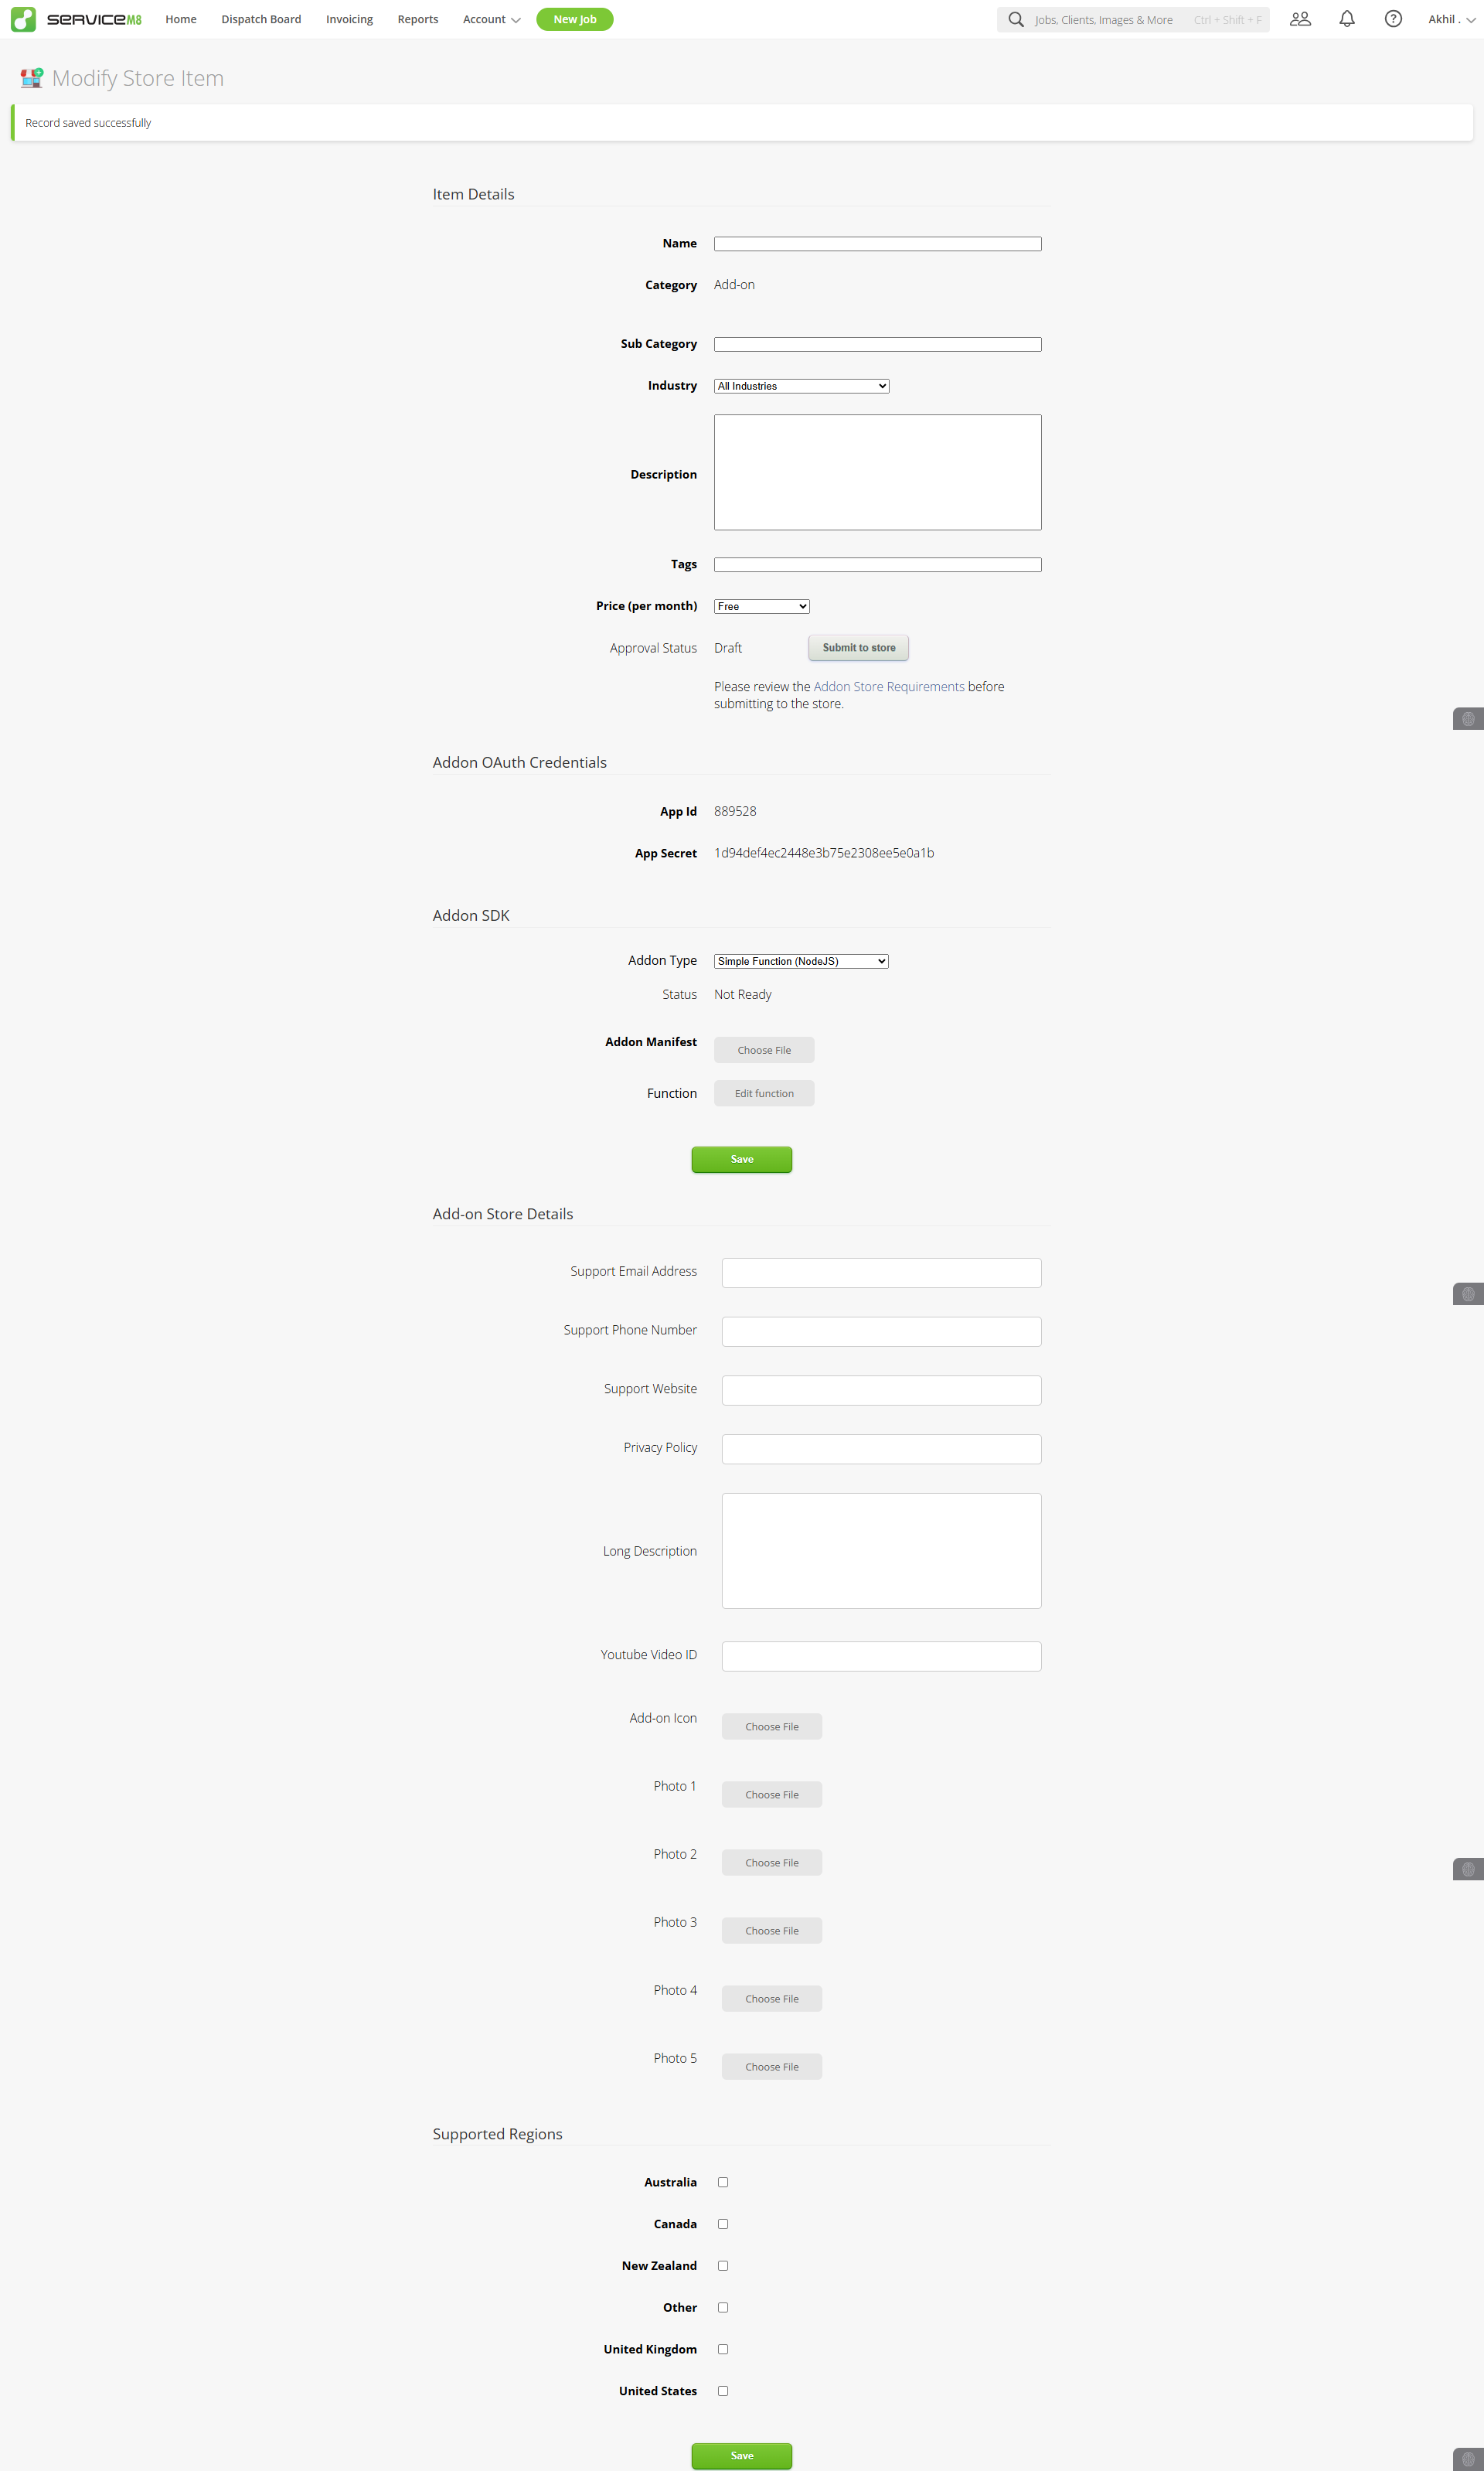 SERVICEM8 Home Dispatch Board Invoicing Reports Account New Job Jobs, Clients, Images & More Ctrl + Shift + F Akhil .
Modify Store Item
Record saved successfully
Item Details
Name
Category Add-on
Sub Category
Industry All Industries
Description
Tags
Price (per month) Free
Approval Status Draft Submit to store
Please review the Addon Store Requirements before
submitting to the store.
Addon OAuth Credentials
App Id 889528
App Secret 1d94def4ec2448e3b75e2308ee5e0a1b
Addon SDK
Addon Type Simple Function (NodeJS)
Status Not Ready
Addon Manifest Choose File
Function Edit function
Save
Add-on Store Details
Support Email Address
Support Phone Number
Support Website
Privacy Policy
Long Description
Youtube Video ID
Add-on Icon Choose File
Photo 1 Choose File
Photo 2 Choose File
Photo 3 Choose File
Photo 4 Choose File
Photo 5 Choose File
Supported Regions
Australia
Canada
New Zealand
Other
United Kingdom
United States
Save